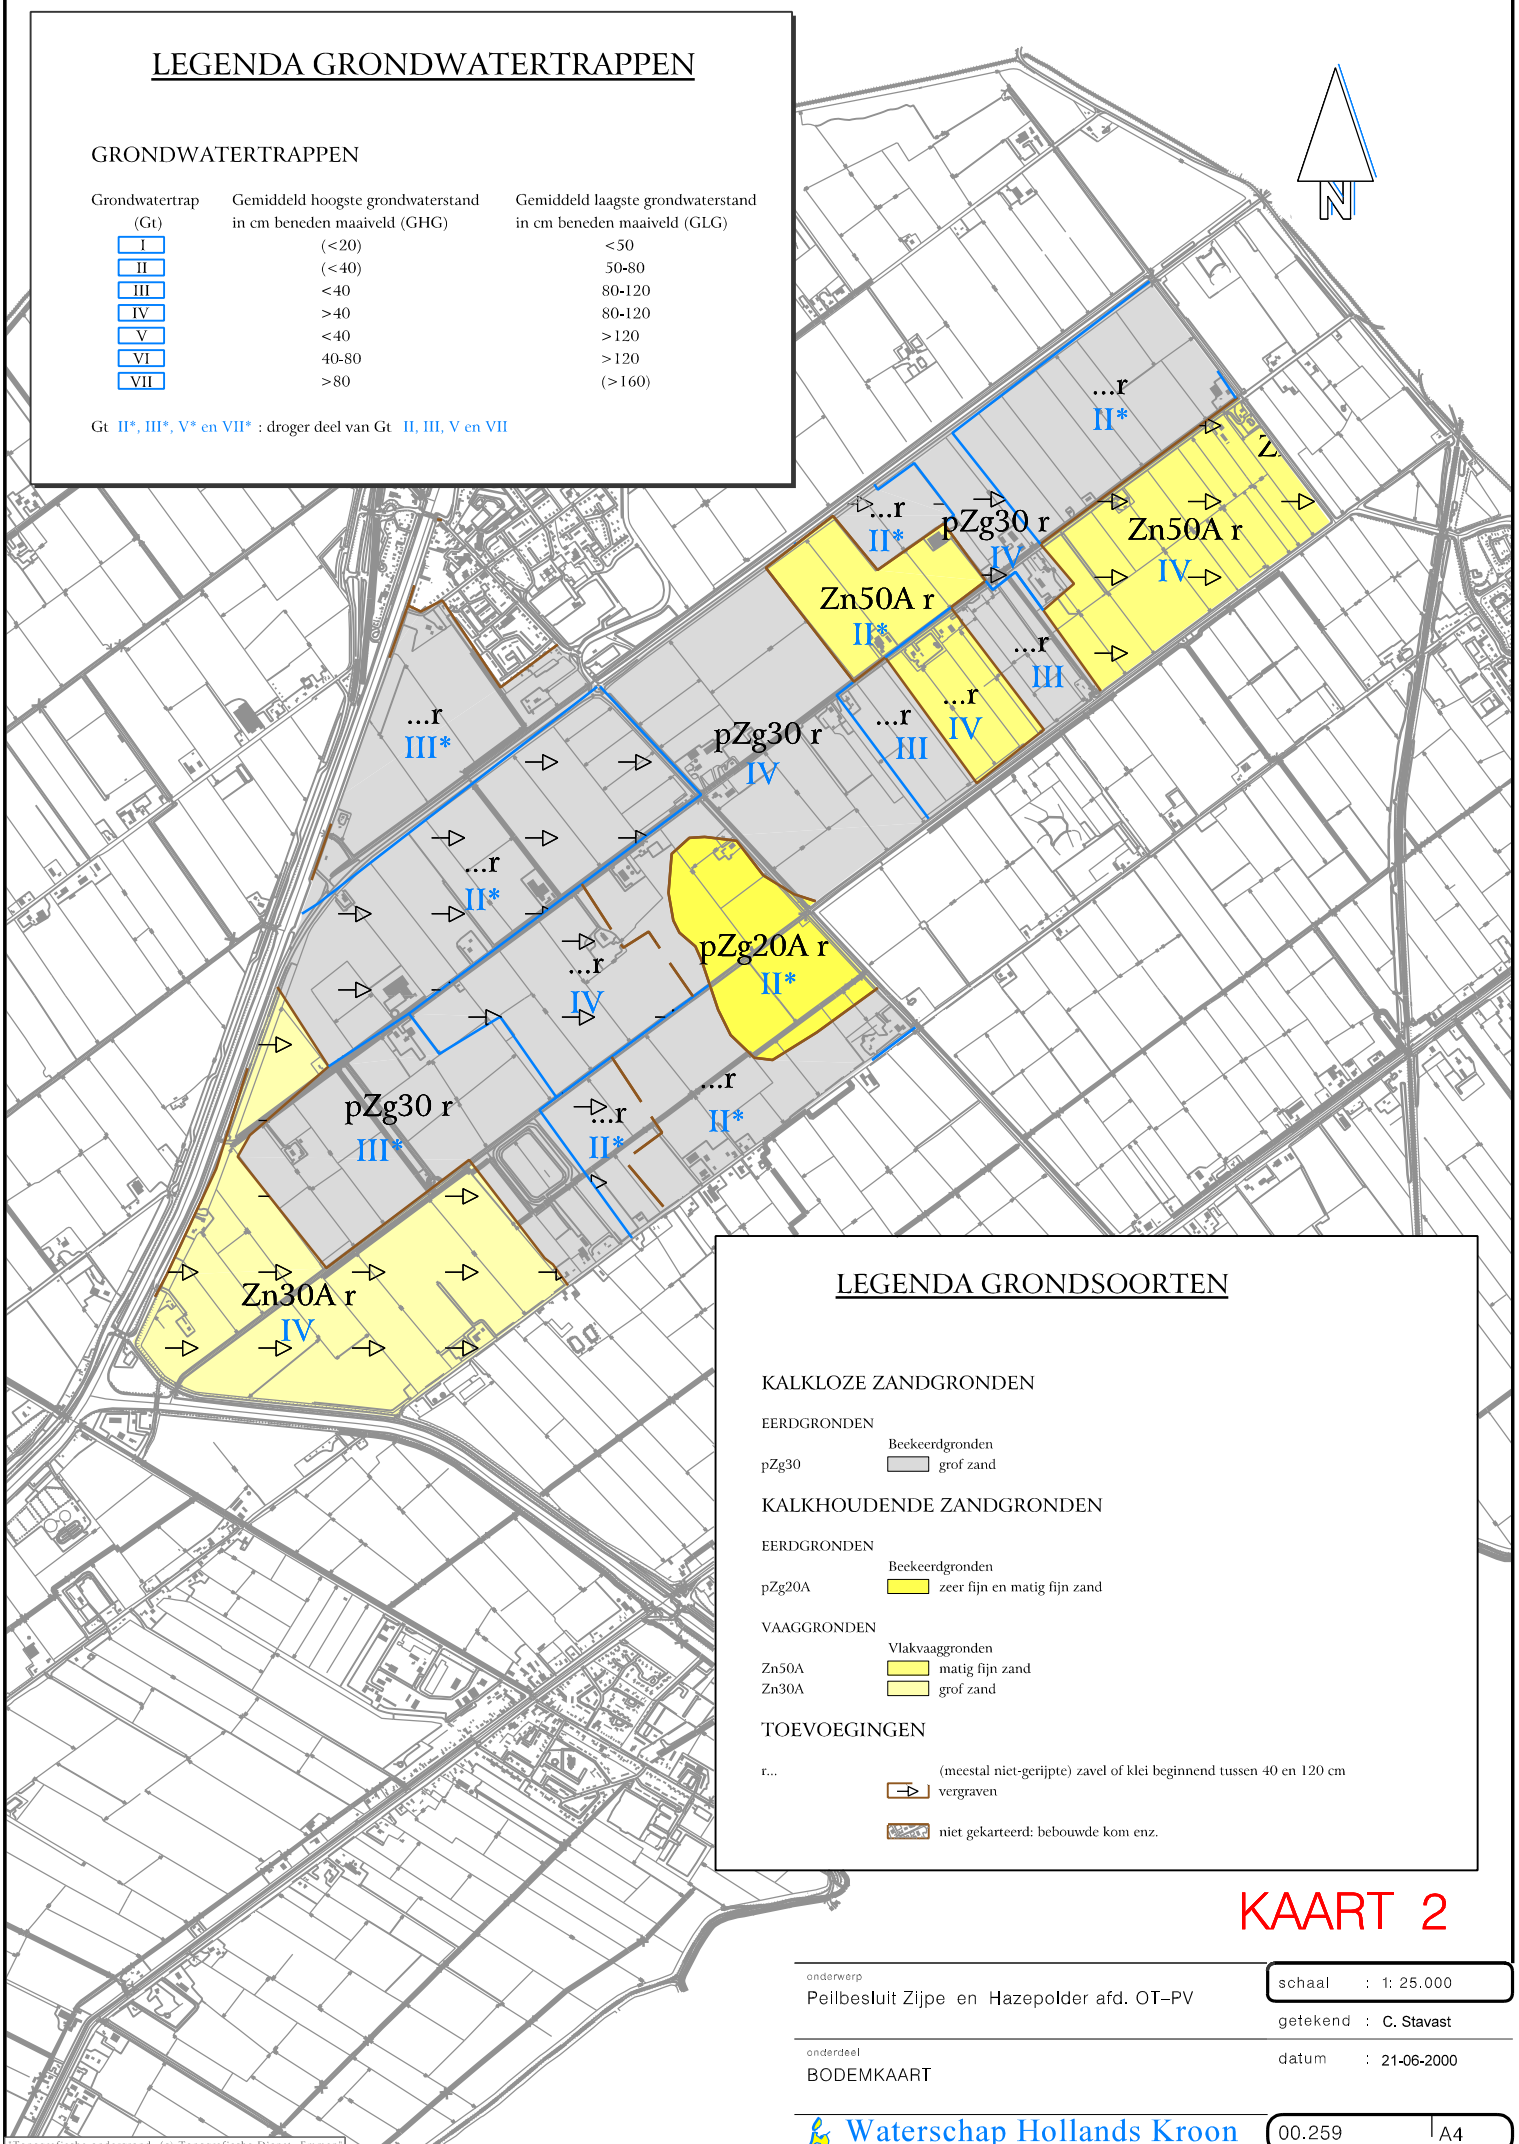 LEGENDA GRONDWATERTRAPPEN
GRONDWATERTRAPPEN
Grondwatertrap Gemiddeld hoogste grondwaterstand Gemiddeld laagste grondwaterstand
(Gt) in cm beneden maaiveld (GHG) in cm beneden maaiveld (GLG)
I (<20) <50
II (<40) 50-80
III <40 80-120
IV >40 80-120
V <40 >120
VI 40-80 >120
VII >80 (>160)
Gt II*, III*, V* en VII* : droger deel van Gt II, III, V en VII
N
...r
II*
Z
...r
II*
pZg30 r
IV
Zn50A r
IV
Zn50A r
II*
...r
III
...r
IV
...r
III
...r
III*
pZg30 r
IV
...r
II*
pZg20A r
II*
...r
IV
...r
II*
pZg30 r
III*
...r
II*
Zn30A r
IV
LEGENDA GRONDSOORTEN
KALKLOZE ZANDGRONDEN
EERDGRONDEN
Beekeerdgronden
pZg30 grof zand
KALKHOUDENDE ZANDGRONDEN
EERDGRONDEN
Beekeerdgronden
pZg20A zeer fijn en matig fijn zand
VAAGGRONDEN
Vlakvaaggronden
Zn50A matig fijn zand
Zn30A grof zand
TOEVOEGINGEN
r... (meestal niet-gerijpte) zavel of klei beginnend tussen 40 en 120 cm
vergraven
niet gekarteerd: bebouwde kom enz.
KAART 2
onderwerp
Peilbesluit Zijpe en Hazepolder afd. OT-PV
schaal : 1: 25.000
getekend : C. Stavast
onderdeel
BODEMKAART
datum : 21-06-2000
Waterschap Hollands Kroon
00.259 A4